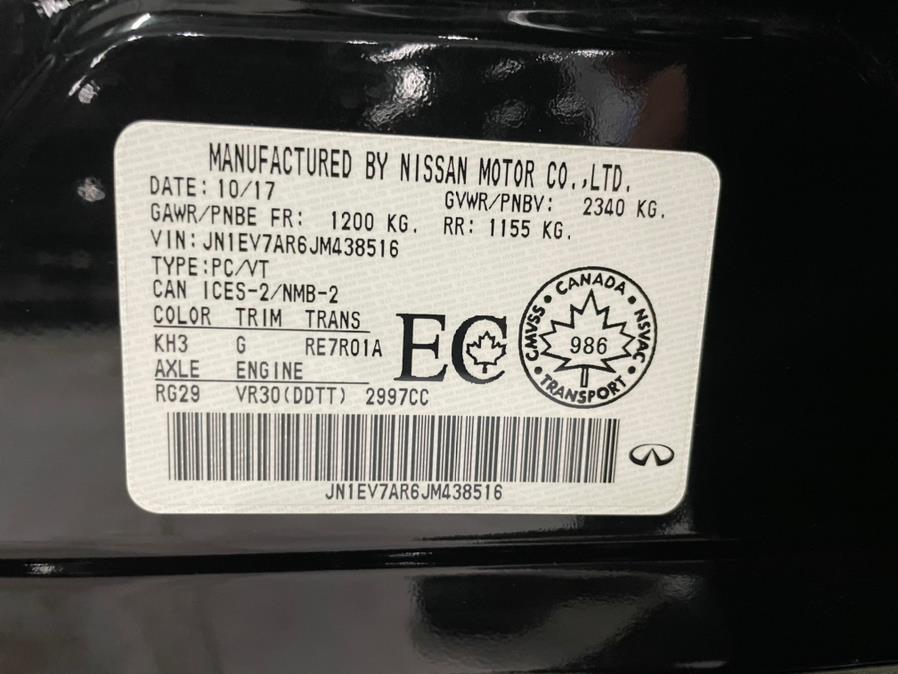 MANUFACTURED BY NISSAN MOTOR CO.,LTD.
DATE: 10/17 GVWR/PNBV: 2340 KG.
GAWR/PNBE FR: 1200 KG. RR: 1155 KG.
VIN: JN1EV7AR6JM438516
TYPE:PC/VT
CAN ICES-2/NMB-2
COLOR TRIM TRANS
KH3 G RE7R01A
AXLE ENGINE
RG29 VR30(DDTT) 2997CC
EC
CANADA
CMVSS
NSVAC
986
TRANSPORT
JN1EV7AR6JM438516